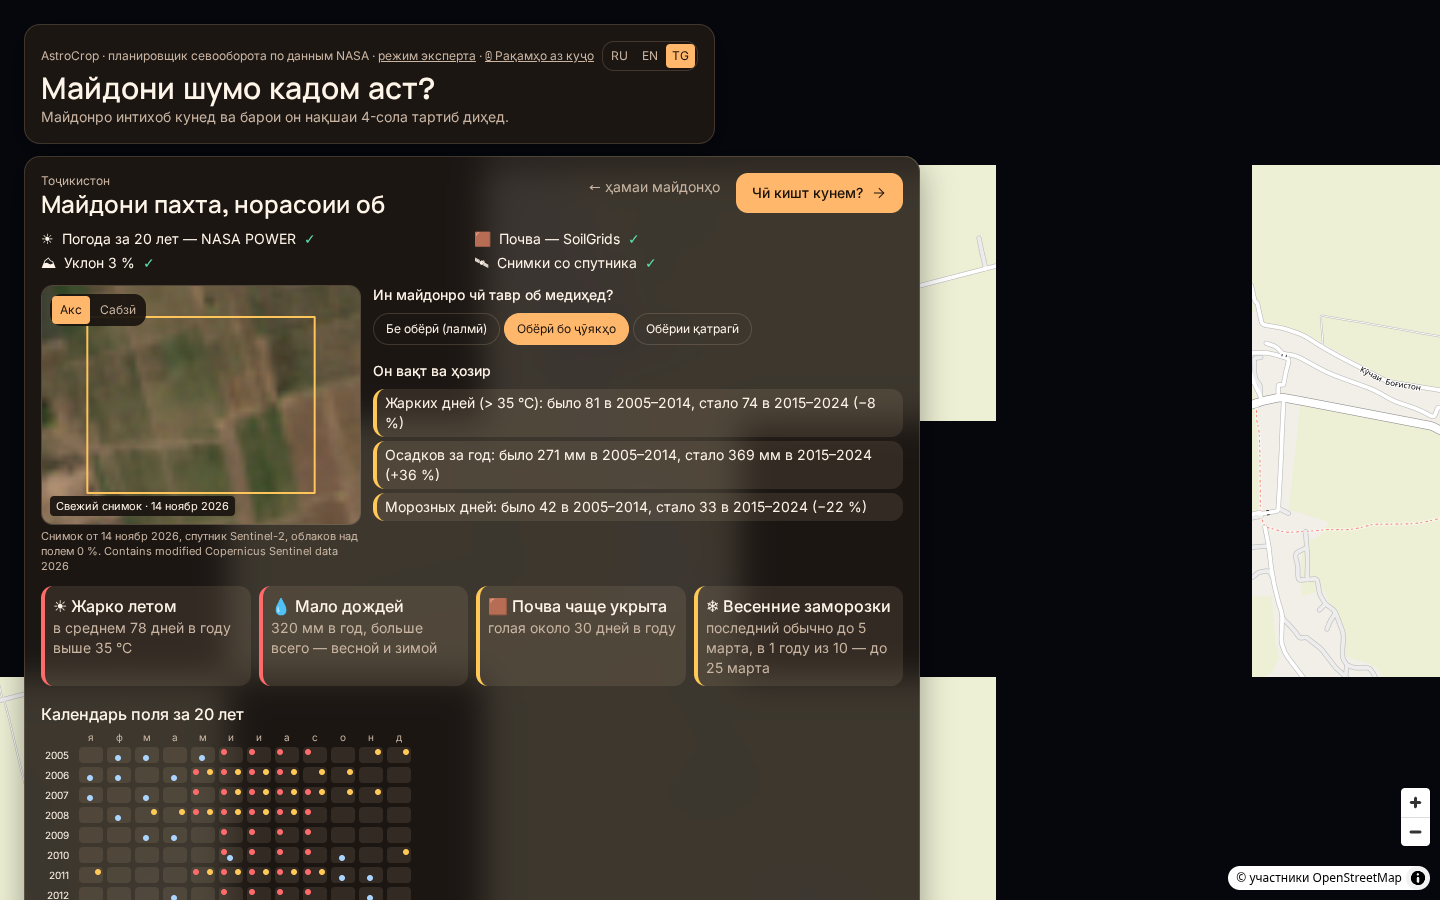 AstroCrop · планировщик севооборота по данным NASA · режим эксперта · Рақамҳо аз куҷо
RU EN TG
Майдони шумо кадом аст?
Майдонро интихоб кунед ва барои он нақшаи 4-сола тартиб диҳед.
Тоҷикистон
Майдони пахта, норасоии об
← ҳамаи майдонҳо
Чӣ кишт кунем? →
☀ Погода за 20 лет — NASA POWER ✓
🟫 Почва — SoilGrids ✓
⛰ Уклон 3 % ✓
🛰 Снимки со спутника ✓
Акс Сабзӣ
Свежий снимок · 14 ноябр 2026
Снимок от 14 ноябр 2026, спутник Sentinel-2, облаков над
полем 0 %. Contains modified Copernicus Sentinel data
2026
Ин майдонро чӣ тавр об медиҳед?
Бе обёрӣ (лалмӣ) Обёрӣ бо ҷӯякҳо Обёрии қатрагӣ
Он вақт ва ҳозир
Жарких дней (> 35 °C): было 81 в 2005–2014, стало 74 в 2015–2024 (−8
%)
Осадков за год: было 271 мм в 2005–2014, стало 369 мм в 2015–2024
(+36 %)
Морозных дней: было 42 в 2005–2014, стало 33 в 2015–2024 (−22 %)
☀ Жарко летом
в среднем 78 дней в году
выше 35 °C
💧 Мало дождей
320 мм в год, больше
всего — весной и зимой
🟫 Почва чаще укрыта
голая около 30 дней в году
❄ Весенние заморозки
последний обычно до 5
марта, в 1 году из 10 — до
25 марта
Календарь поля за 20 лет
я ф м а м и и а с о н д
2005
2006
2007
2008
2009
2010
2011
2012
Кӯчаи Боғистон
+
−
© участники OpenStreetMap